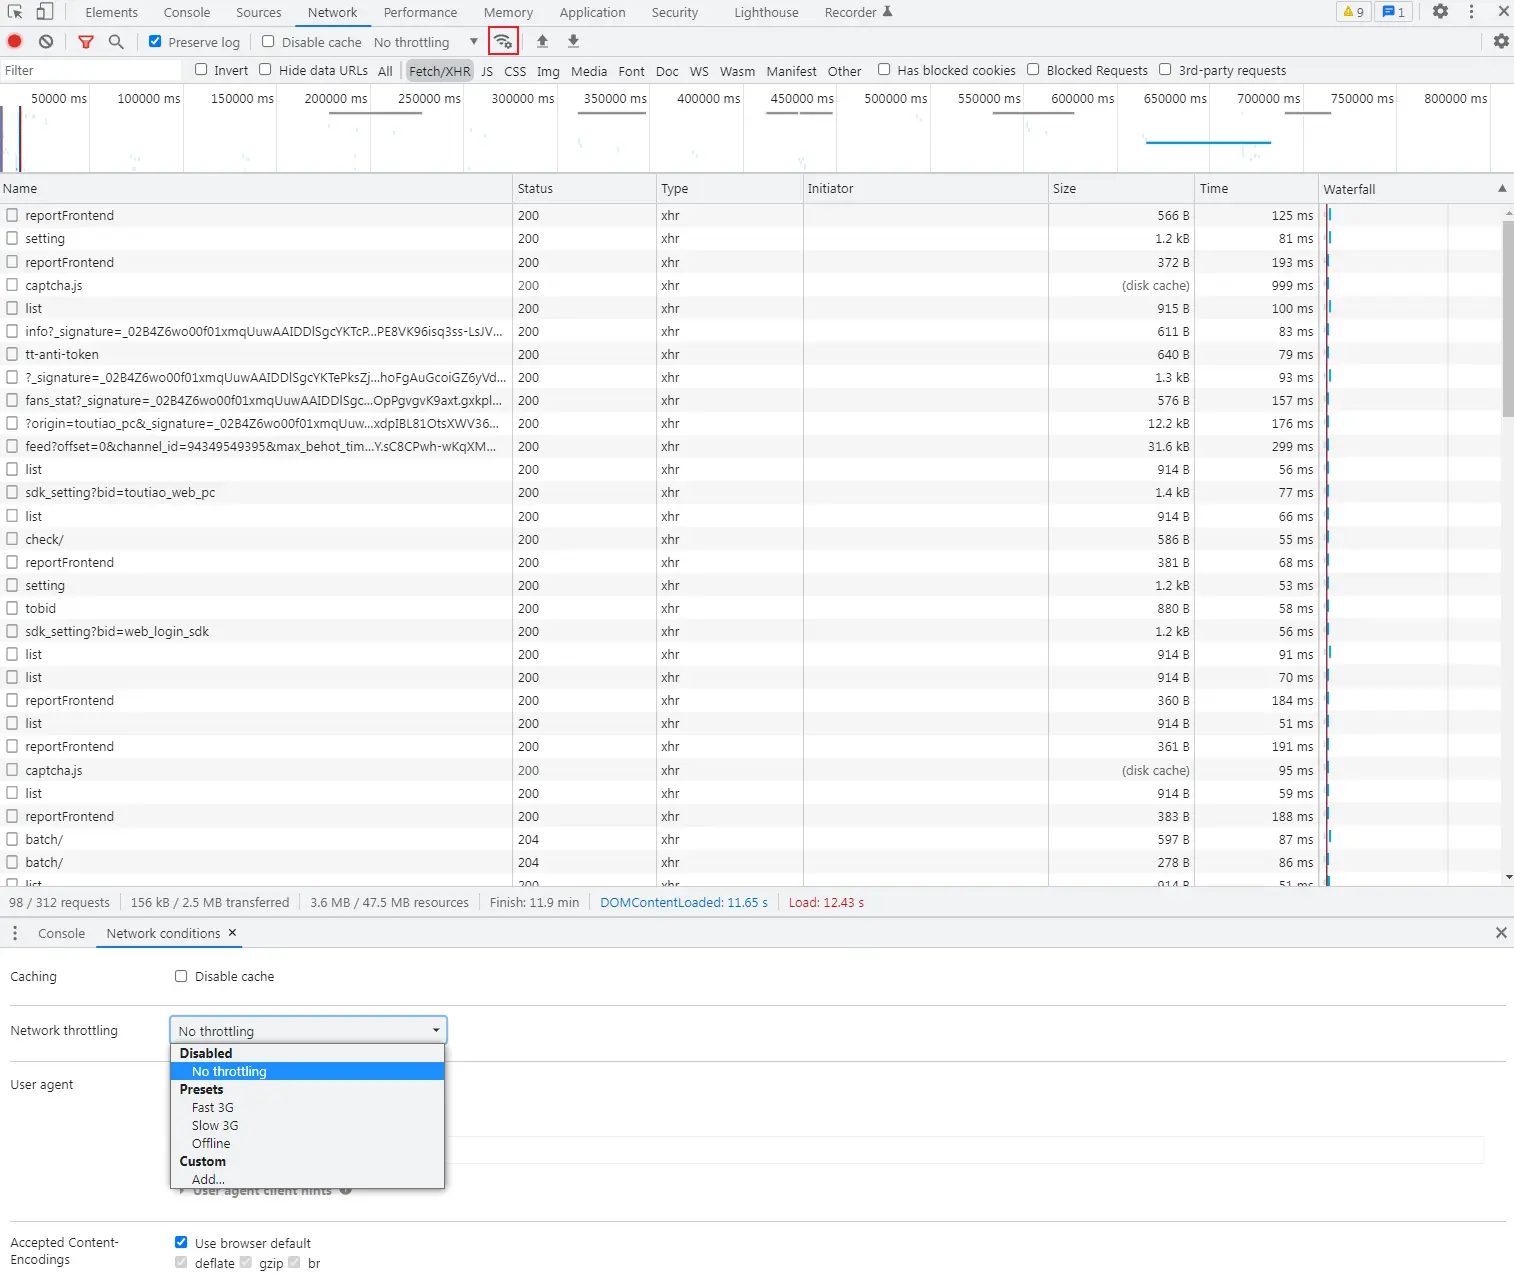 Elements Console Sources Network Performance Memory Application Security Lighthouse Recorder 9 1
Preserve log Disable cache No throttling
Filter Invert Hide data URLs All Fetch/XHR JS CSS Img Media Font Doc WS Wasm Manifest Other Has blocked cookies Blocked Requests 3rd-party requests
50000 ms 100000 ms 150000 ms 200000 ms 250000 ms 300000 ms 350000 ms 400000 ms 450000 ms 500000 ms 550000 ms 600000 ms 650000 ms 700000 ms 750000 ms 800000 ms
Name Status Type Initiator Size Time Waterfall
reportFrontend 200 xhr 566 B 125 ms
setting 200 xhr 1.2 kB 81 ms
reportFrontend 200 xhr 372 B 193 ms
captcha.js 200 xhr (disk cache) 999 ms
list 200 xhr 915 B 100 ms
info?_signature=_02B4Z6wo00f01xmqUuwAAIDDlSgcYKTcP...PE8VK96isq3ss-LsJV... 200 xhr 611 B 83 ms
tt-anti-token 200 xhr 640 B 79 ms
?_signature=_02B4Z6wo00f01xmqUuwAAIDDlSgcYKTePksZj...hoFgAuGcoiGZ6yVd... 200 xhr 1.3 kB 93 ms
fans_stat?_signature=_02B4Z6wo00f01xmqUuwAAIDDlSgc...OpPgvgvK9axt.gxkpl... 200 xhr 576 B 157 ms
?origin=toutiao_pc&_signature=_02B4Z6wo00f01xmqUuw...xdpIBL81OtsXWV36... 200 xhr 12.2 kB 176 ms
feed?offset=0&channel_id=94349549395&max_behot_tim...Y.sC8CPwh-wKqXM... 200 xhr 31.6 kB 299 ms
list 200 xhr 914 B 56 ms
sdk_setting?bid=toutiao_web_pc 200 xhr 1.4 kB 77 ms
list 200 xhr 914 B 66 ms
check/ 200 xhr 586 B 55 ms
reportFrontend 200 xhr 381 B 68 ms
setting 200 xhr 1.2 kB 53 ms
tobid 200 xhr 880 B 58 ms
sdk_setting?bid=web_login_sdk 200 xhr 1.2 kB 56 ms
list 200 xhr 914 B 91 ms
list 200 xhr 914 B 70 ms
reportFrontend 200 xhr 360 B 184 ms
list 200 xhr 914 B 51 ms
reportFrontend 200 xhr 361 B 191 ms
captcha.js 200 xhr (disk cache) 95 ms
list 200 xhr 914 B 59 ms
reportFrontend 200 xhr 383 B 188 ms
batch/ 204 xhr 597 B 87 ms
batch/ 204 xhr 278 B 86 ms
list 200 xhr 914 B 51 ms
98 / 312 requests 156 kB / 2.5 MB transferred 3.6 MB / 47.5 MB resources Finish: 11.9 min DOMContentLoaded: 11.65 s Load: 12.43 s
Console Network conditions
Caching Disable cache
Network throttling No throttling
Disabled
No throttling
User agent
Presets
Fast 3G
Slow 3G
Offline
Custom
Add...
User agent client hints
Accepted Content-Encodings Use browser default
deflate gzip br